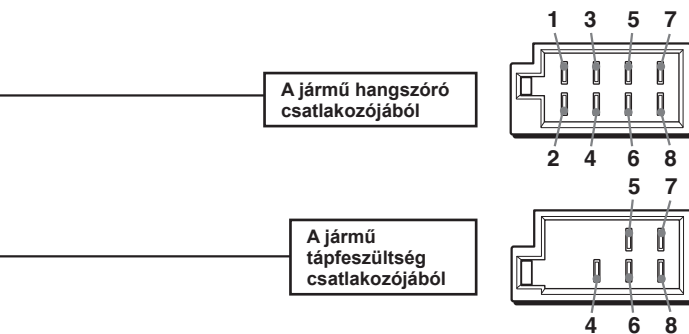 1 3 5 7
A jármű hangszóró
csatlakozójából
2 4 6 8
5 7
A jármű
tápfeszültség
csatlakozójából
4 6 8